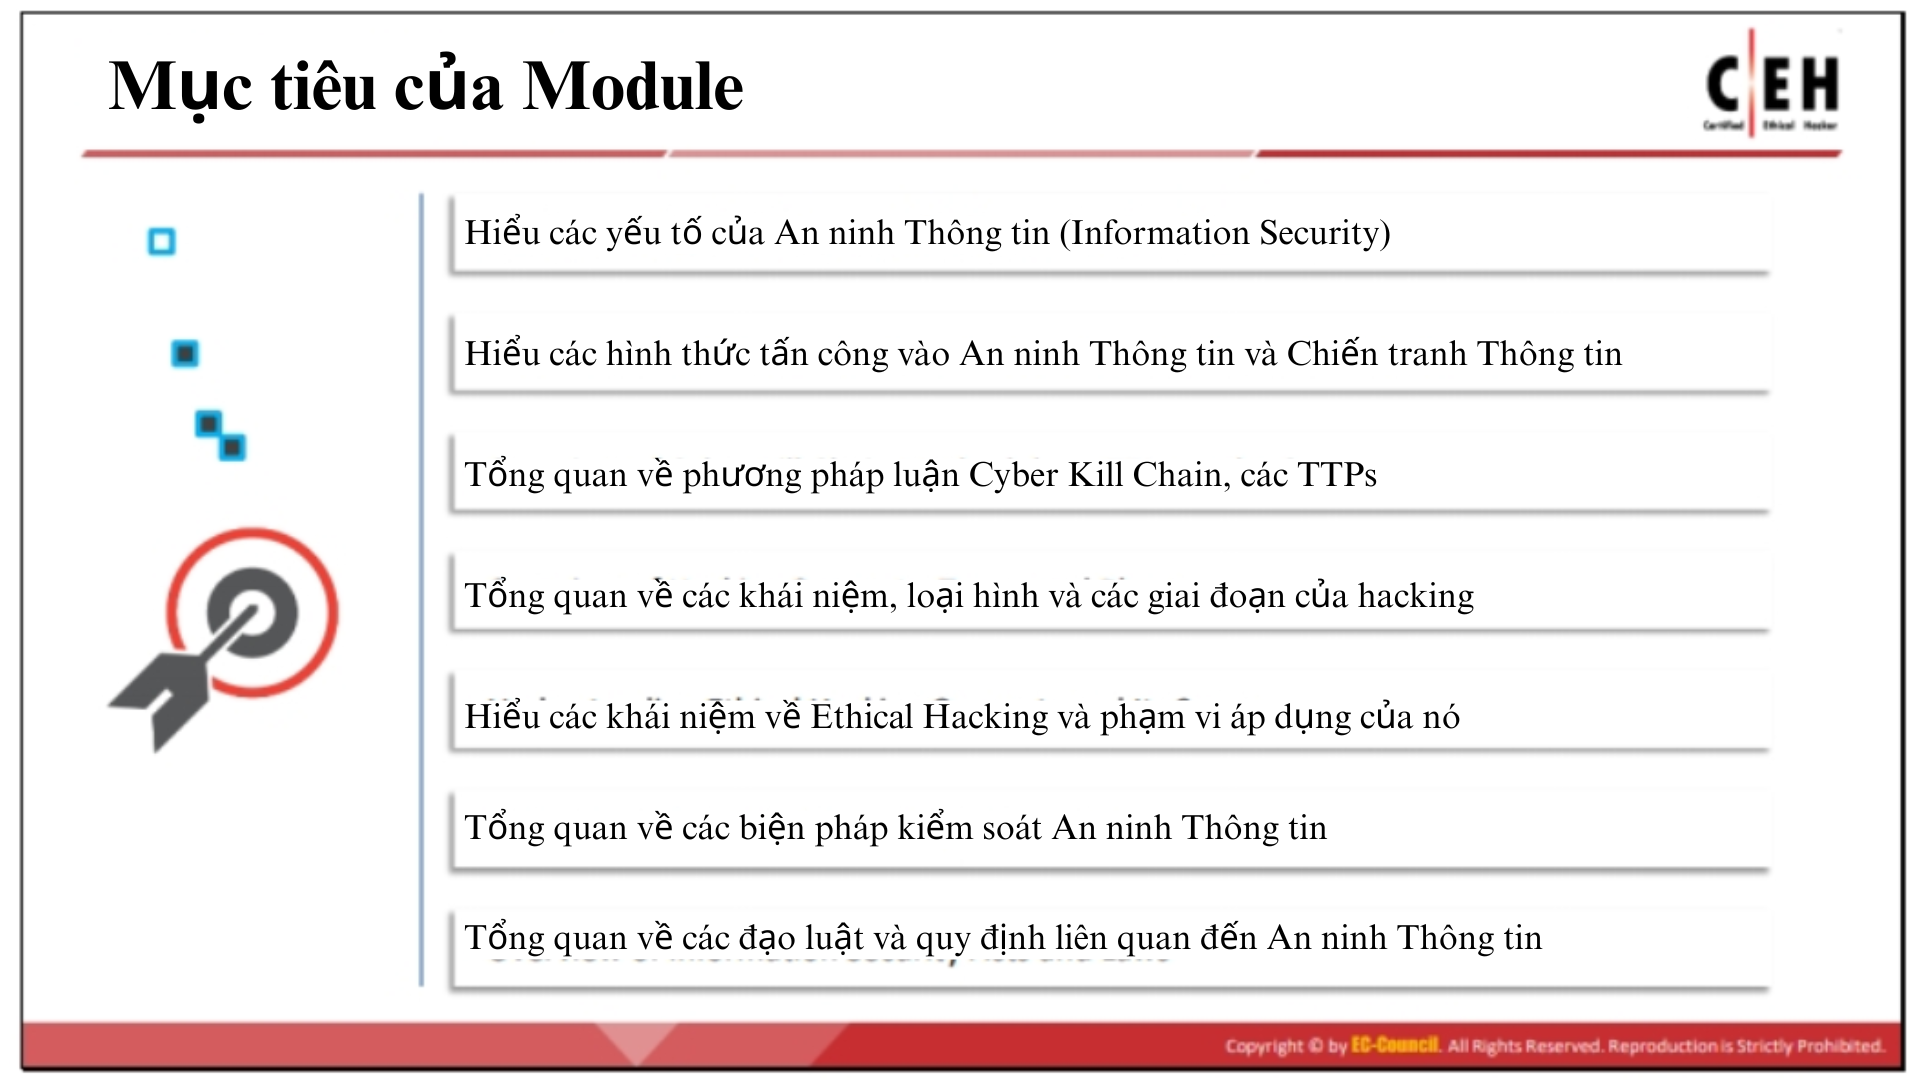 Mục tiêu của Module
C|EH
Certified Ethical Hacker
Hiểu các yếu tố của An ninh Thông tin (Information Security)
Hiểu các hình thức tấn công vào An ninh Thông tin và Chiến tranh Thông tin
Tổng quan về phương pháp luận Cyber Kill Chain, các TTPs
Tổng quan về các khái niệm, loại hình và các giai đoạn của hacking
Hiểu các khái niệm về Ethical Hacking và phạm vi áp dụng của nó
Tổng quan về các biện pháp kiểm soát An ninh Thông tin
Tổng quan về các đạo luật và quy định liên quan đến An ninh Thông tin
Copyright © by EC-Council. All Rights Reserved. Reproduction is Strictly Prohibited.